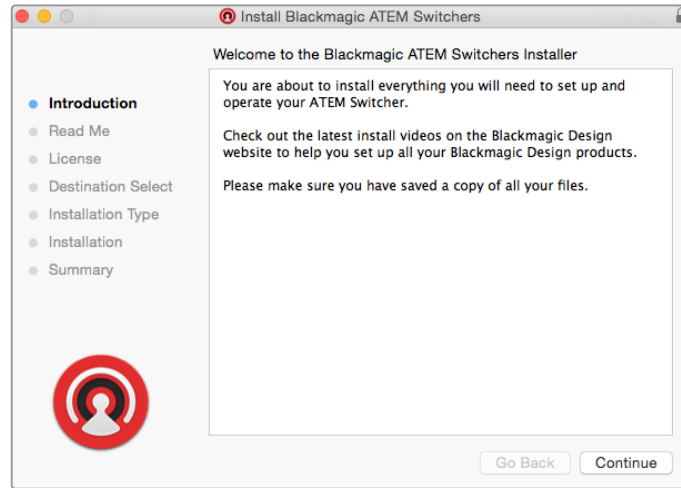 Install Blackmagic ATEM Switchers
Welcome to the Blackmagic ATEM Switchers Installer
Introduction
Read Me
License
Destination Select
Installation Type
Installation
Summary
You are about to install everything you will need to set up and
operate your ATEM Switcher.
Check out the latest install videos on the Blackmagic Design
website to help you set up all your Blackmagic Design products.
Please make sure you have saved a copy of all your files.
Go Back
Continue